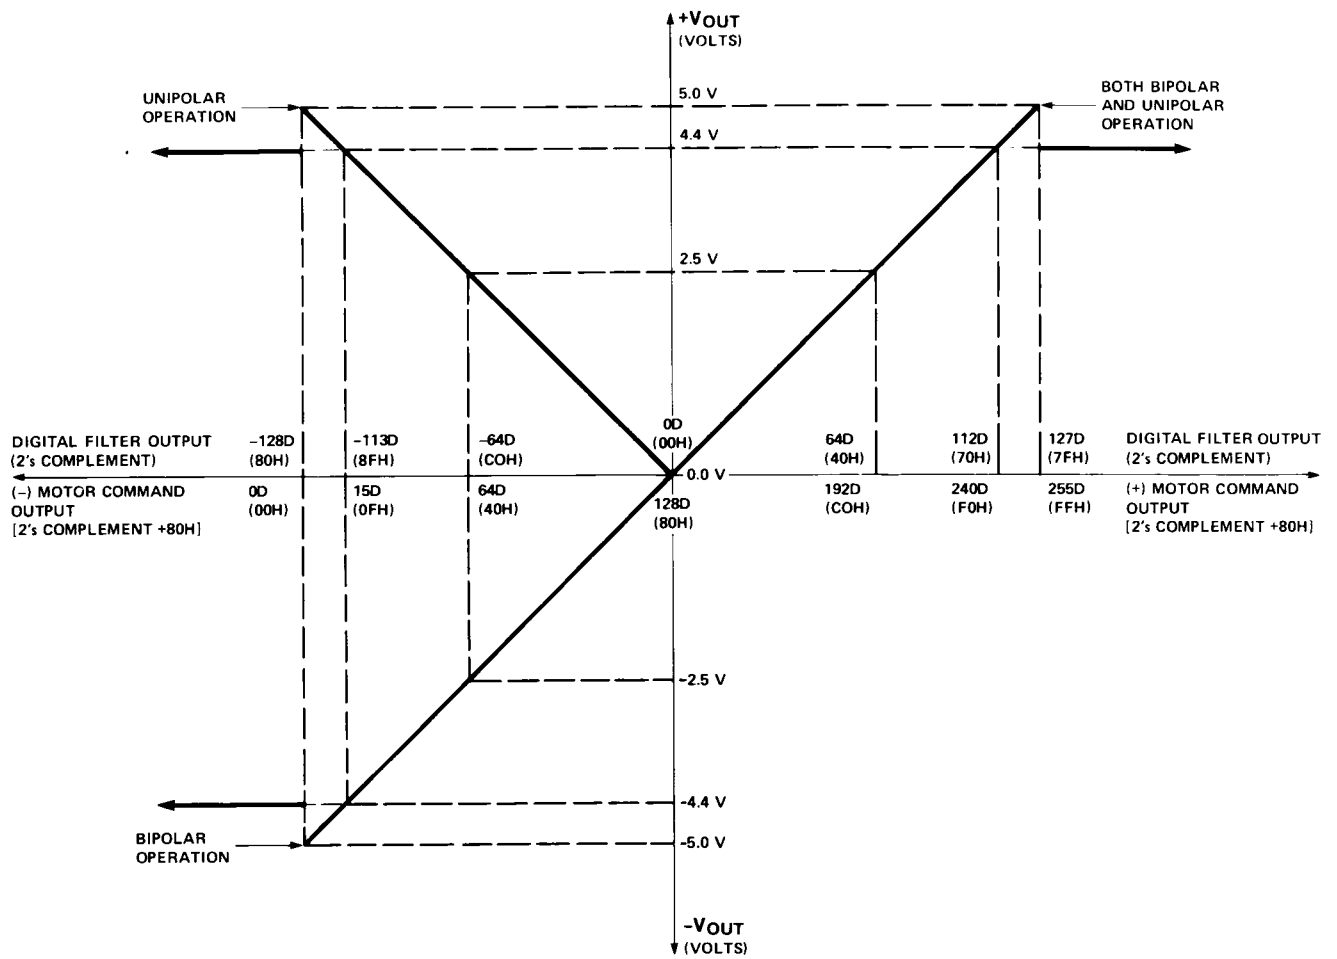 +VOUT
(VOLTS)
UNIPOLAR
OPERATION
5.0 V
BOTH BIPOLAR
AND UNIPOLAR
OPERATION
4.4 V
2.5 V
DIGITAL FILTER OUTPUT
(2's COMPLEMENT)
-128D
(80H)
-113D
(8FH)
-64D
(COH)
0D
(00H)
64D
(40H)
112D
(70H)
127D
(7FH)
DIGITAL FILTER OUTPUT
(2's COMPLEMENT)
0.0 V
(-) MOTOR COMMAND
OUTPUT
[2's COMPLEMENT +80H]
0D
(00H)
15D
(0FH)
64D
(40H)
128D
(80H)
192D
(COH)
240D
(F0H)
255D
(FFH)
(+) MOTOR COMMAND
OUTPUT
[2's COMPLEMENT +80H)
-2.5 V
-4.4 V
-5.0 V
BIPOLAR
OPERATION
-VOUT
(VOLTS)